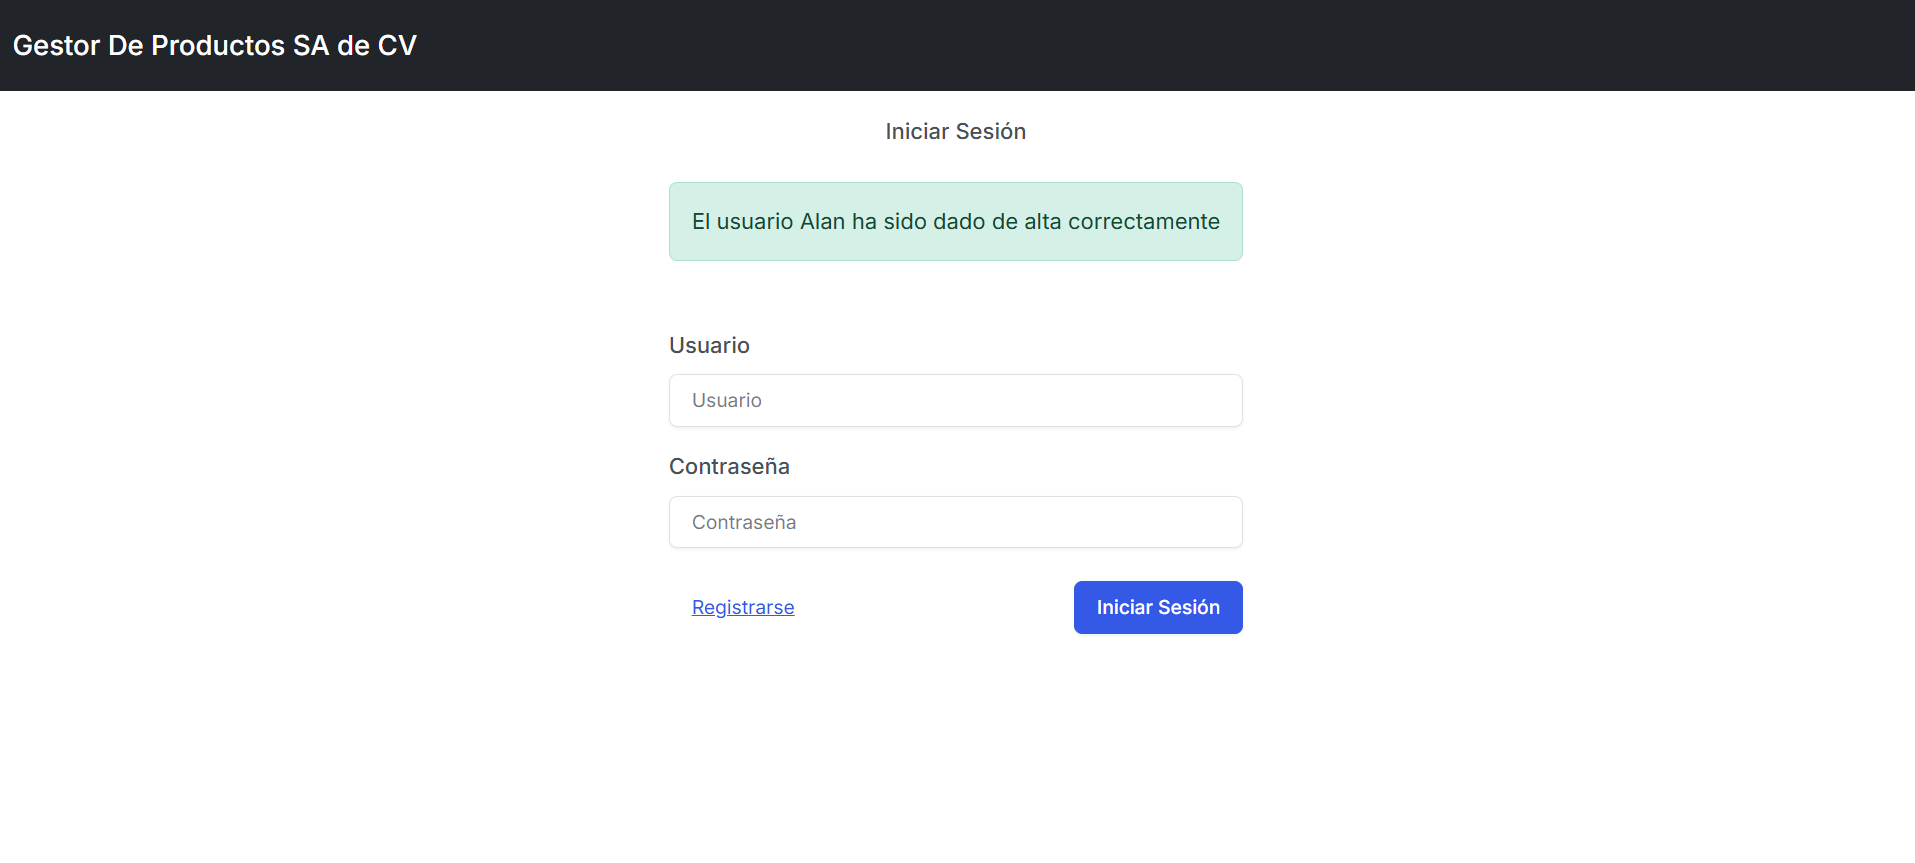 Gestor De Productos SA de CV
Iniciar Sesión
El usuario Alan ha sido dado de alta correctamente
Usuario
Usuario
Contraseña
Contraseña
Registrarse
Iniciar Sesión